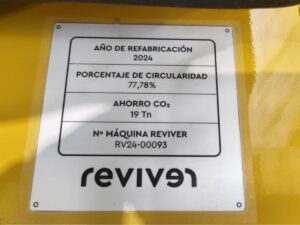 AÑO DE REFABRICACIÓN
2024
PORCENTAJE DE CIRCULARIDAD
77,78%
AHORRO CO₂
19 Tn
Nº MÁQUINA REVIVER
RV24-00093
reviver